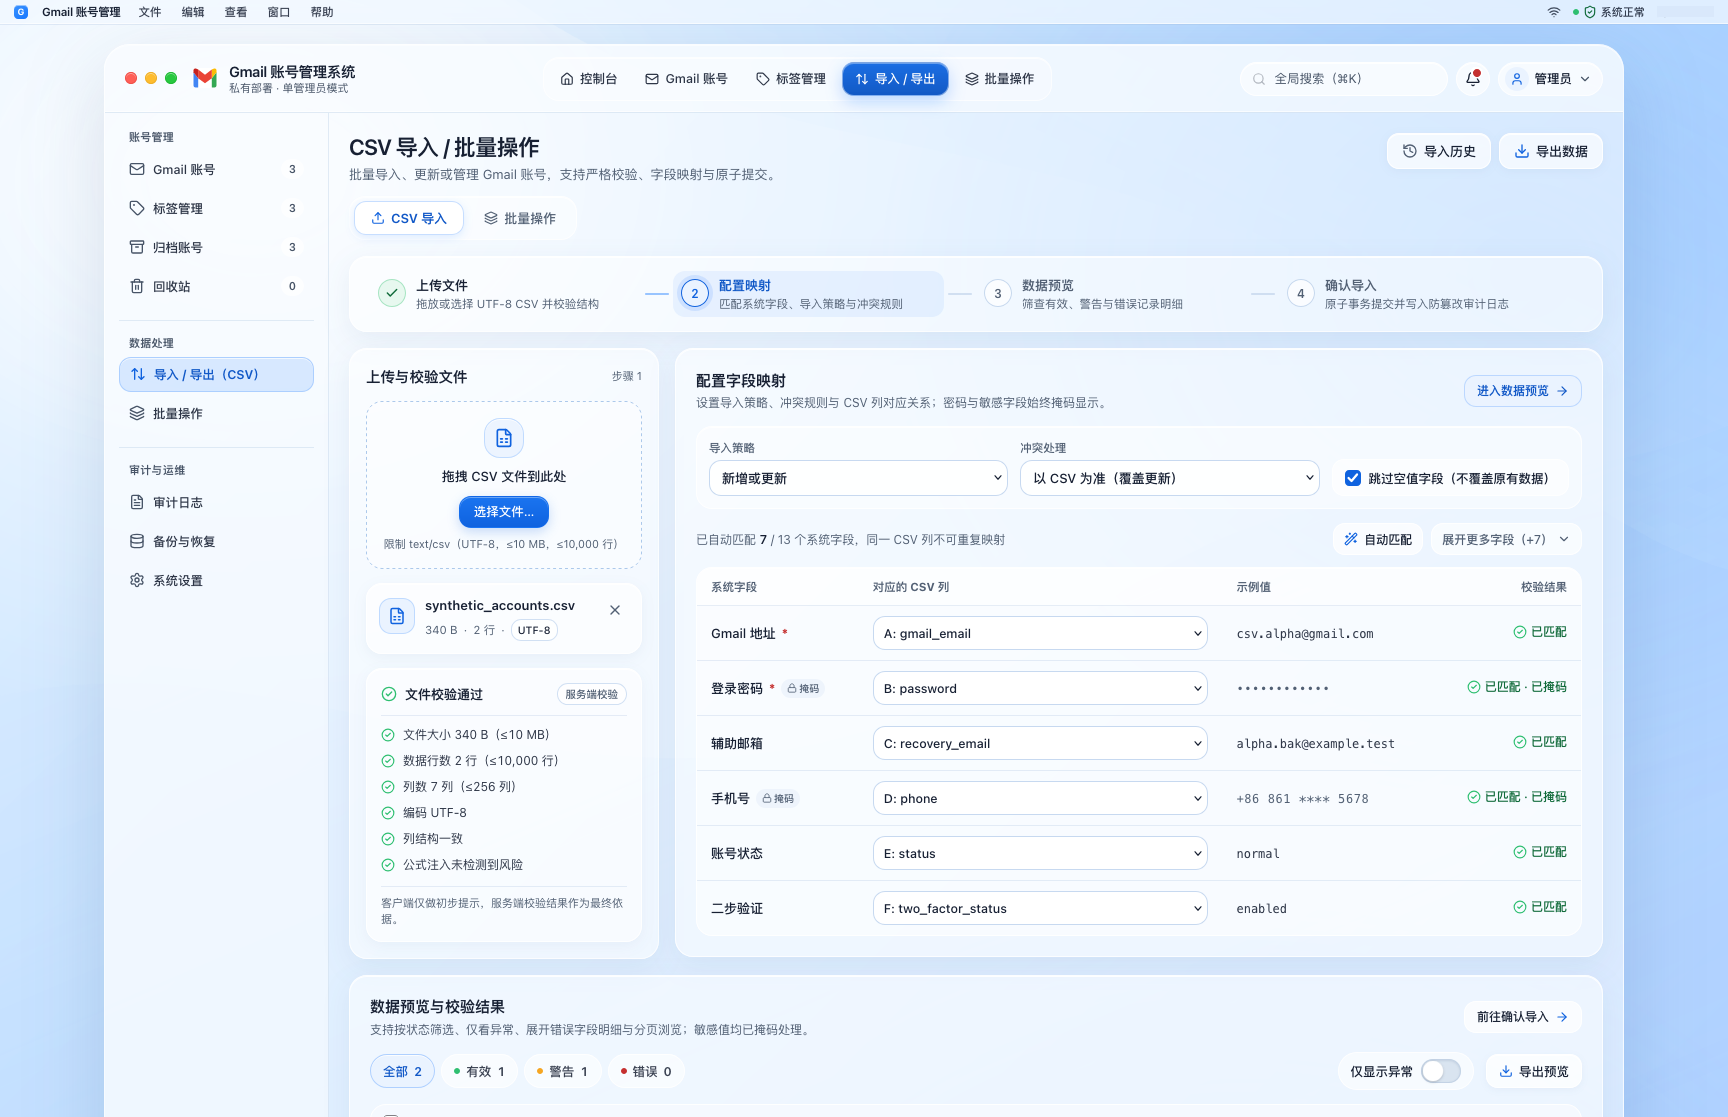 G Gmail 账号管理 文件 编辑 查看 窗口 帮助 系统正常
Gmail 账号管理系统
私有部署 · 单管理员模式
控制台 Gmail 账号 标签管理 导入 / 导出 批量操作
全局搜索（⌘K） 管理员
账号管理
Gmail 账号 3
标签管理 3
归档账号 3
回收站 0
数据处理
导入 / 导出（CSV）
批量操作
审计与运维
审计日志
备份与恢复
系统设置
CSV 导入 / 批量操作
批量导入、更新或管理 Gmail 账号，支持严格校验、字段映射与原子提交。
导入历史 导出数据
CSV 导入 批量操作
上传文件
拖放或选择 UTF-8 CSV 并校验结构
2 配置映射
匹配系统字段、导入策略与冲突规则
3 数据预览
筛查有效、警告与错误记录明细
4 确认导入
原子事务提交并写入防篡改审计日志
上传与校验文件 步骤 1
拖拽 CSV 文件到此处
选择文件...
限制 text/csv（UTF-8，≤10 MB，≤10,000 行）
synthetic_accounts.csv
340 B · 2 行 · UTF-8
文件校验通过 服务端校验
文件大小 340 B（≤10 MB）
数据行数 2 行（≤10,000 行）
列数 7 列（≤256 列）
编码 UTF-8
列结构一致
公式注入未检测到风险
客户端仅做初步提示，服务端校验结果作为最终依
据。
配置字段映射
设置导入策略、冲突规则与 CSV 列对应关系；密码与敏感字段始终掩码显示。
进入数据预览
导入策略 冲突处理
新增或更新 以 CSV 为准（覆盖更新） 跳过空值字段（不覆盖原有数据）
已自动匹配 7 / 13 个系统字段，同一 CSV 列不可重复映射 自动匹配 展开更多字段（+7）
系统字段 对应的 CSV 列 示例值 校验结果
Gmail 地址 * A: gmail_email csv.alpha@gmail.com 已匹配
登录密码 * 掩码 B: password •••••••••••• 已匹配 · 已掩码
辅助邮箱 C: recovery_email alpha.bak@example.test 已匹配
手机号 掩码 D: phone +86 861 **** 5678 已匹配 · 已掩码
账号状态 E: status normal 已匹配
二步验证 F: two_factor_status enabled 已匹配
数据预览与校验结果
支持按状态筛选、仅看异常、展开错误字段明细与分页浏览；敏感值均已掩码处理。
前往确认导入
全部 2 有效 1 警告 1 错误 0 仅显示异常 导出预览